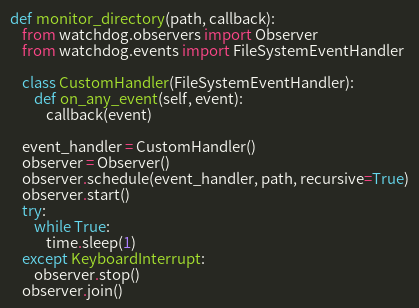 def monitor_directory(path, callback):
    from watchdog.observers import Observer
    from watchdog.events import FileSystemEventHandler

    class CustomHandler(FileSystemEventHandler):
        def on_any_event(self, event):
            callback(event)

    event_handler = CustomHandler()
    observer = Observer()
    observer.schedule(event_handler, path, recursive=True)
    observer.start()
    try:
        while True:
            time.sleep(1)
    except KeyboardInterrupt:
        observer.stop()
    observer.join()